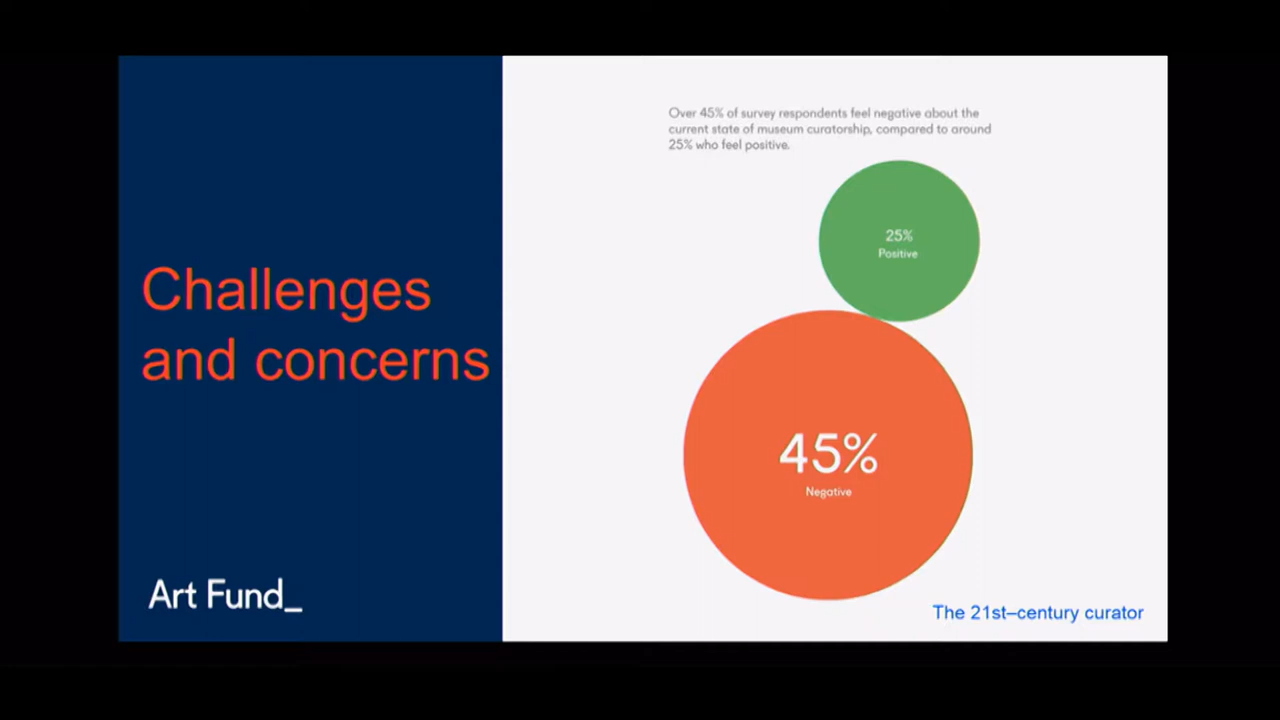 Challenges
and concerns
Art Fund_
Over 45% of survey respondents feel negative about the
current state of museum curatorship, compared to around
25% who feel positive.
25%
Positive
45%
Negative
The 21st–century curator